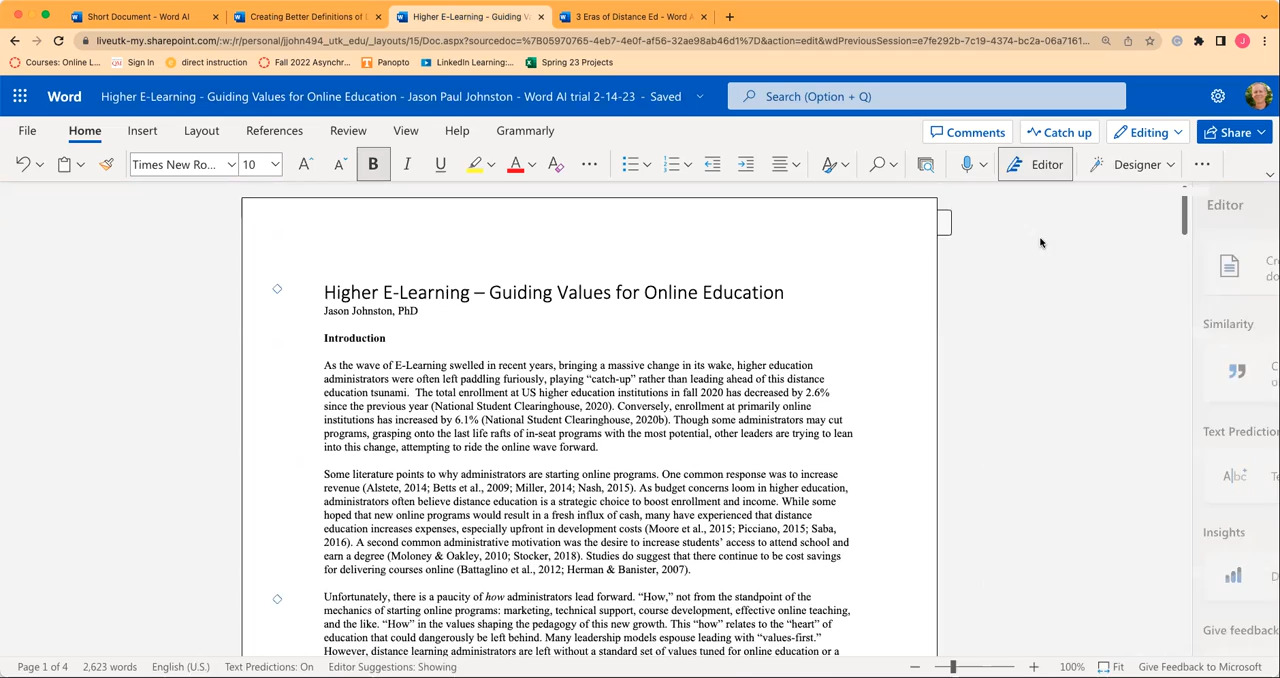 Short Document - Word AI
Creating Better Definitions of
Higher E-Learning – Guiding V
3 Eras of Distance Ed - Word
liveutk-my.sharepoint.com/:w:/r/personal/jjohn494_utk_edu/_layouts/15/Doc.aspx?sourcedoc=%7B05970765-4eb7-4e0f-af56-32ae98ab46d1%7D&action=edit&wdPreviousSession=e7fe292b-7c19-4374-bc2a-06a7161...
Courses: Online L...
QM
Sign In
direct instruction
Fall 2022 Asynchr...
Panopto
LinkedIn Learning:...
Spring 23 Projects
Word
Higher E-Learning - Guiding Values for Online Education - Jason Paul Johnston - Word AI trial 2-14-23 - Saved
Search (Option + Q)
File Home Insert Layout References Review View Help Grammarly
Comments Catch up Editing Share
Times New Ro... 10 A A B I U A
Editor Designer
Editor
Similarity
Text Predictio
Insights
Give feedback
Higher E-Learning – Guiding Values for Online Education
Jason Johnston, PhD
Introduction
As the wave of E-Learning swelled in recent years, bringing a massive change in its wake, higher education
administrators were often left paddling furiously, playing “catch-up” rather than leading ahead of this distance
education tsunami. The total enrollment at US higher education institutions in fall 2020 has decreased by 2.6%
since the previous year (National Student Clearinghouse, 2020). Conversely, enrollment at primarily online
institutions has increased by 6.1% (National Student Clearinghouse, 2020b). Though some administrators may cut
programs, grasping onto the last life rafts of in-seat programs with the most potential, other leaders are trying to lean
into this change, attempting to ride the online wave forward.
Some literature points to why administrators are starting online programs. One common response was to increase
revenue (Alstete, 2014; Betts et al., 2009; Miller, 2014; Nash, 2015). As budget concerns loom in higher education,
administrators often believe distance education is a strategic choice to boost enrollment and income. While some
hoped that new online programs would result in a fresh influx of cash, many have experienced that distance
education increases expenses, especially upfront in development costs (Moore et al., 2015; Picciano, 2015; Saba,
2016). A second common administrative motivation was the desire to increase students’ access to attend school and
earn a degree (Moloney & Oakley, 2010; Stocker, 2018). Studies do suggest that there continue to be cost savings
for delivering courses online (Battaglino et al., 2012; Herman & Banister, 2007).
Unfortunately, there is a paucity of how administrators lead forward. “How,” not from the standpoint of the
mechanics of starting online programs: marketing, technical support, course development, effective online teaching,
and the like. “How” in the values shaping the pedagogy of this new growth. This “how” relates to the “heart” of
education that could dangerously be left behind. Many leadership models espouse leading with “values-first.”
However, distance learning administrators are left without a standard set of values tuned for online education or a
Page 1 of 4 2,623 words English (U.S.) Text Predictions: On Editor Suggestions: Showing
100% Fit Give Feedback to Microsoft